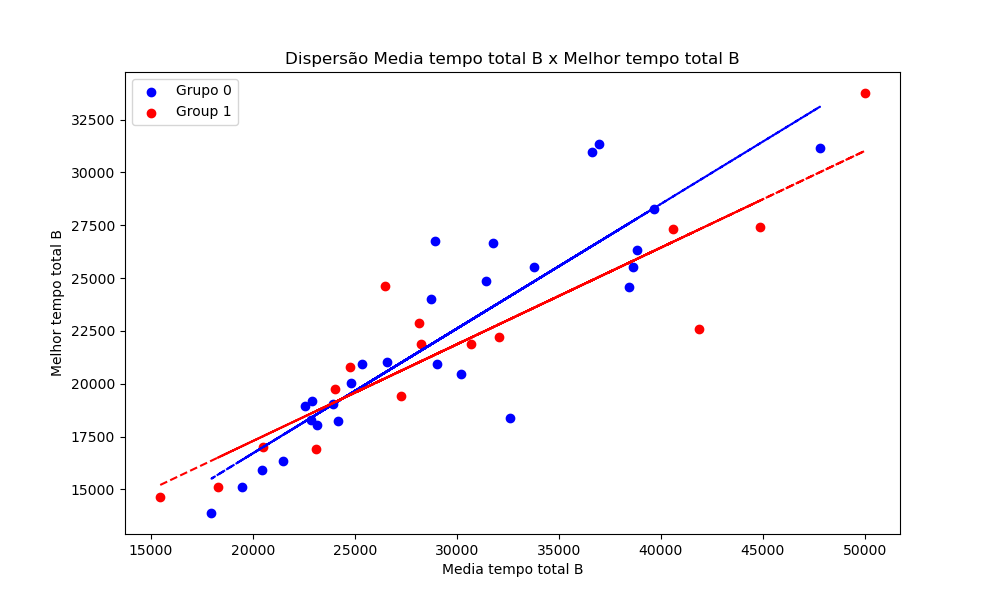 Dispersão Media tempo total B x Melhor tempo total B
Grupo 0
Group 1
32500
30000
27500
25000
22500
20000
17500
15000
Melhor tempo total B
15000 20000 25000 30000 35000 40000 45000 50000
Media tempo total B